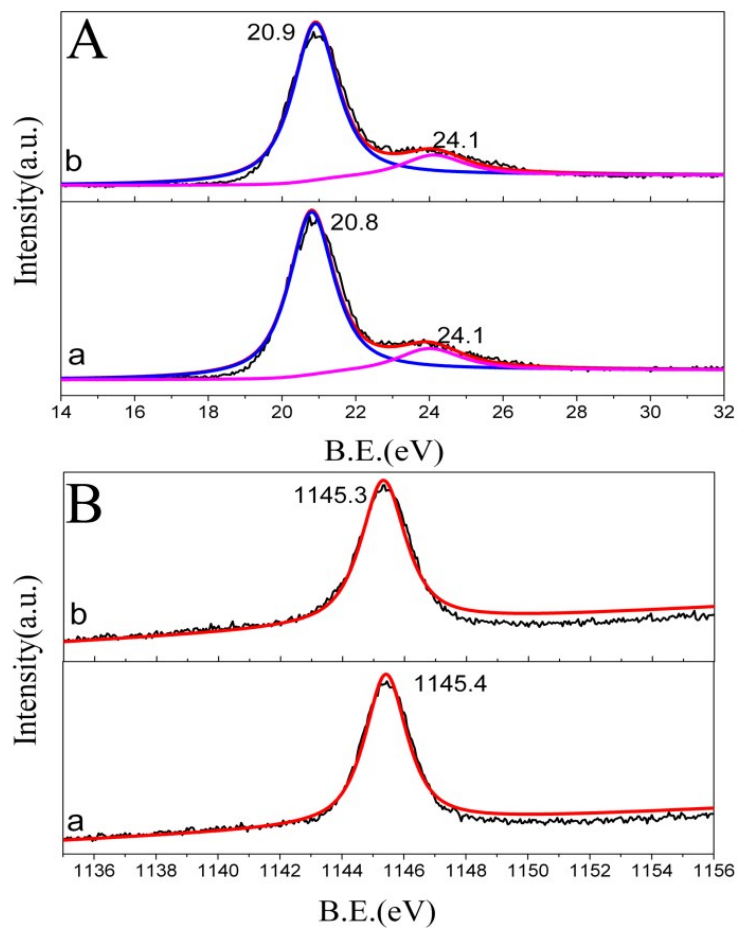 A
20.9
24.1
b
20.8
24.1
a
Intensity(a.u.)
14 16 18 20 22 24 26 28 30 32
B.E.(eV)
B
1145.3
b
1145.4
a
Intensity(a.u.)
1136 1138 1140 1142 1144 1146 1148 1150 1152 1154 1156
B.E.(eV)